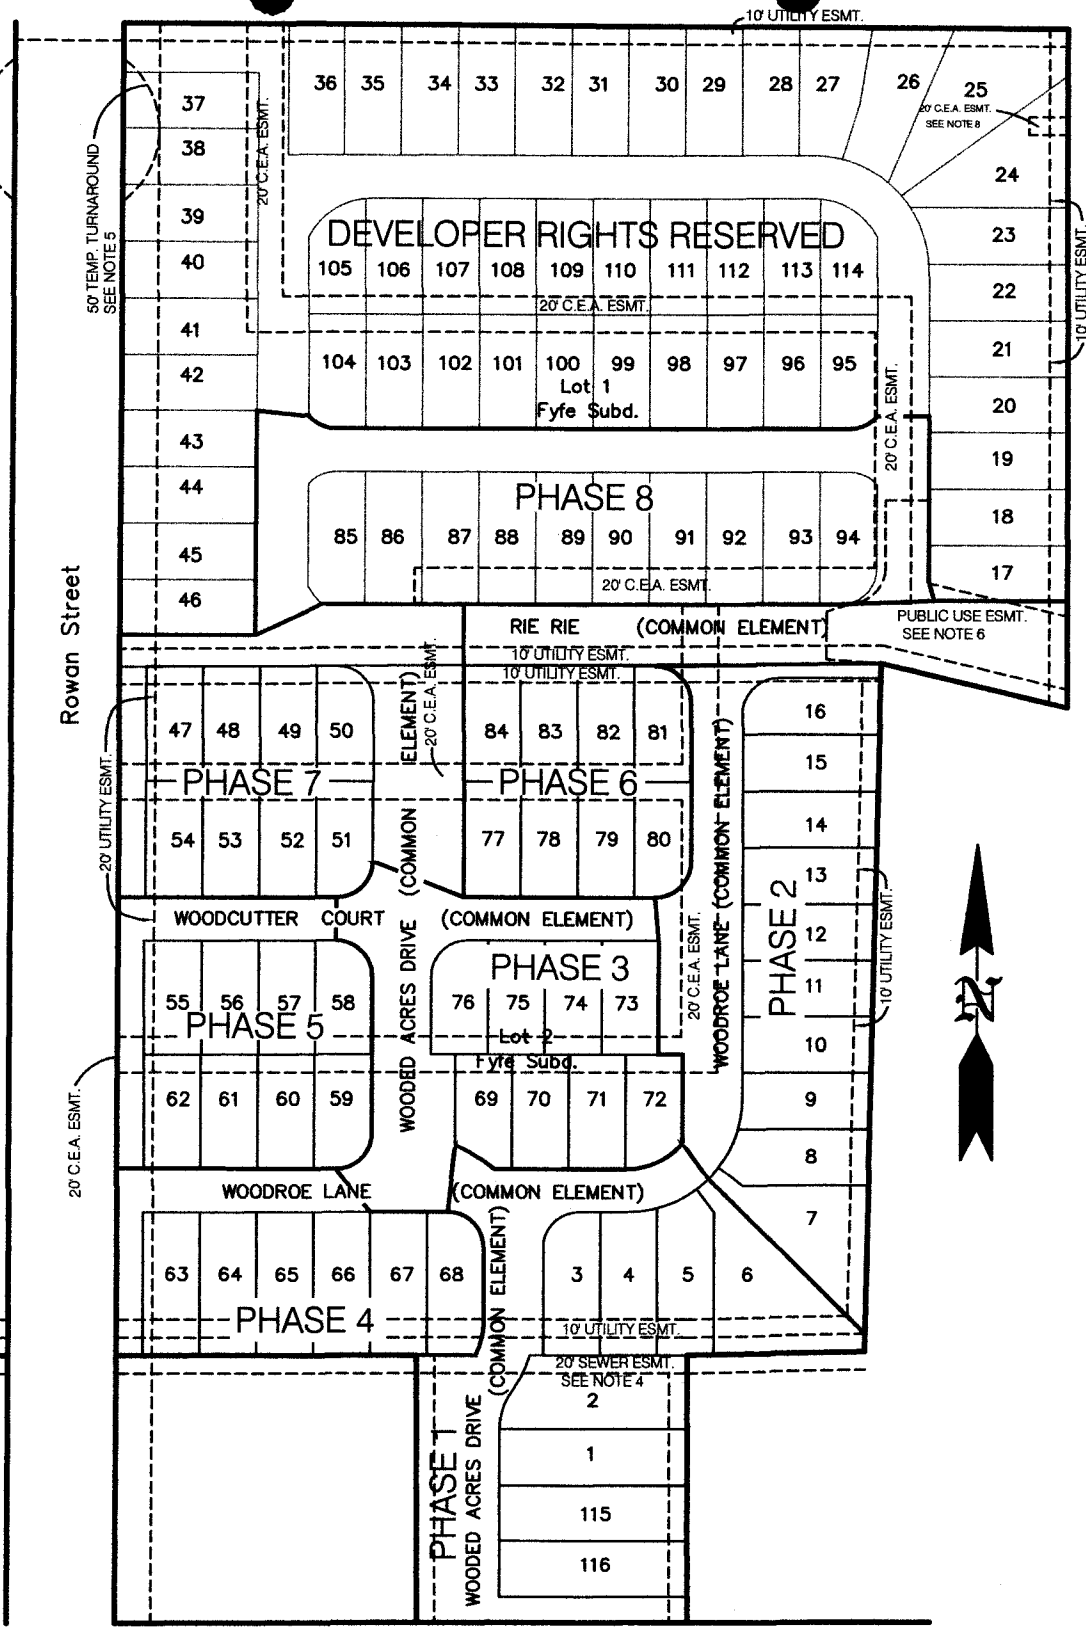 10' UTILITY ESMT.
36 35 34 33 32 31 30 29 28 27 26 25
20' C.E.A. ESMT.
SEE NOTE 8
24
23
22
21
20
19
18
17
10' UTILITY ESMT.
37
38
39
40
41
42
43
44
45
46
20' C.E.A. ESMT.
50' TEMP. TURNAROUND
SEE NOTE 5
DEVELOPER RIGHTS RESERVED
105 106 107 108 109 110 111 112 113 114
20' C.E.A. ESMT.
104 103 102 101 100 99 98 97 96 95
Lot 1
Fyfe Subd.
20' C.E.A. ESMT.
PHASE 8
85 86 87 88 89 90 91 92 93 94
20' C.E.A. ESMT.
Rowan Street
RIE RIE (COMMON ELEMENT)
PUBLIC USE ESMT.
SEE NOTE 6
10' UTILITY ESMT.
10' UTILITY ESMT.
20' C.E.A. ESMT.
47 48 49 50
PHASE 7
54 53 52 51
84 83 82 81
PHASE 6
77 78 79 80
20' UTILITY ESMT.
WOODED ACRES DRIVE (COMMON ELEMENT)
WOODROE LANE (COMMON ELEMENT)
16
15
14
13
12
11
10
9
8
7
PHASE 2
10' UTILITY ESMT.
N
WOODCUTTER COURT (COMMON ELEMENT)
55 56 57 58
PHASE 5
62 61 60 59
PHASE 3
76 75 74 73
Lot 2
Fyfe Subd.
69 70 71 72
20' C.E.A. ESMT.
20' C.E.A. ESMT.
WOODROE LANE (COMMON ELEMENT)
63 64 65 66 67 68
PHASE 4
3 4 5 6
10' UTILITY ESMT.
20' SEWER ESMT.
SEE NOTE 4
2
1
115
116
PHASE 1
WOODED ACRES DRIVE (COMMON ELEMENT)